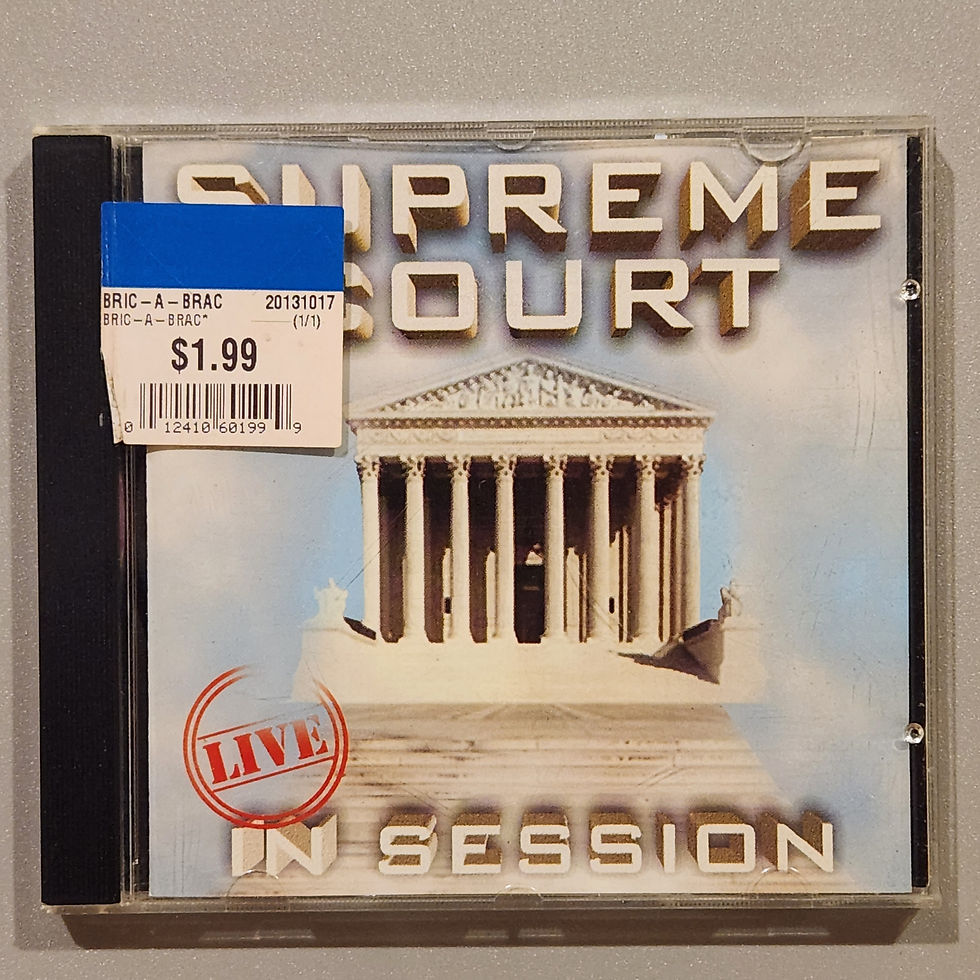 SUPREME
COURT
BRIC-A-BRAC 20131017
BRIC-A-BRAC* (1/1)
$1.99
0 12410 60199 9
LIVE
IN SESSION